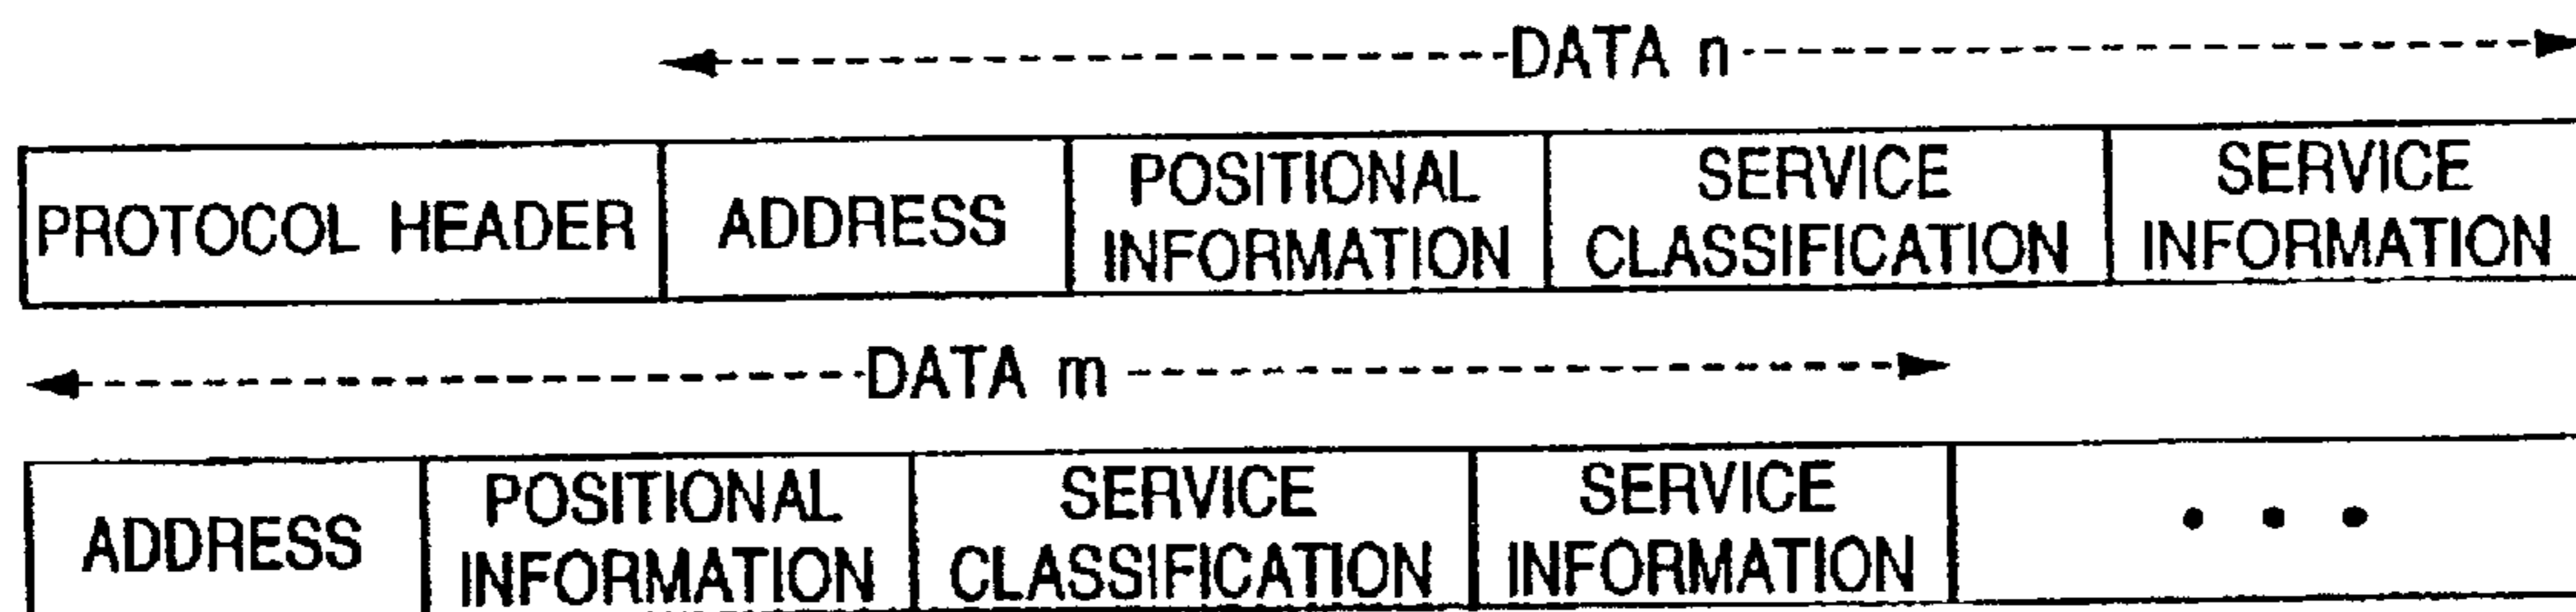 DATA n
PROTOCOL HEADER
ADDRESS
POSITIONAL
INFORMATION
SERVICE
CLASSIFICATION
SERVICE
INFORMATION
DATA m
ADDRESS
POSITIONAL
INFORMATION
SERVICE
CLASSIFICATION
SERVICE
INFORMATION
• • •